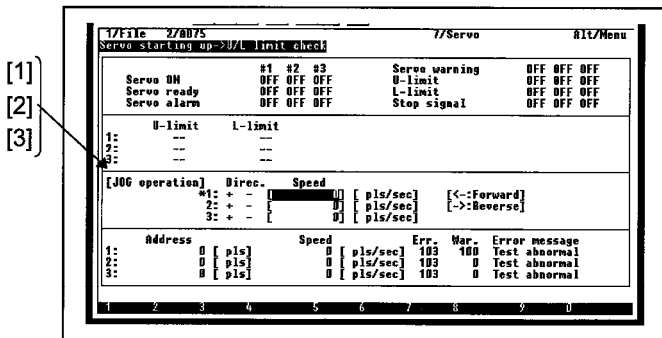 1/File 2/AD75 7/Servo Alt/Menu
Servo starting up->U/L limit check
[1]
[2]
[3]
#1 #2 #3
Servo ON OFF OFF OFF Servo warning OFF OFF OFF
Servo ready OFF OFF OFF U-limit OFF OFF OFF
Servo alarm OFF OFF OFF L-limit OFF OFF OFF
Stop signal OFF OFF OFF
U-limit L-limit
1: -- --
2: -- --
3: -- --
[JOG operation] Direc. Speed
*1: + - [ 0] [ pls/sec] [<-:Forward]
2: + - [ 0] [ pls/sec] [->:Reverse]
3: + - [ 0] [ pls/sec]
Address Speed Err. War. Error message
1: 0 [ pls] 0 [ pls/sec] 103 100 Test abnormal
2: 0 [ pls] 0 [ pls/sec] 103 0 Test abnormal
3: 0 [ pls] 0 [ pls/sec] 103 0 Test abnormal
1 2 3 4 5 6 7 8 9 0